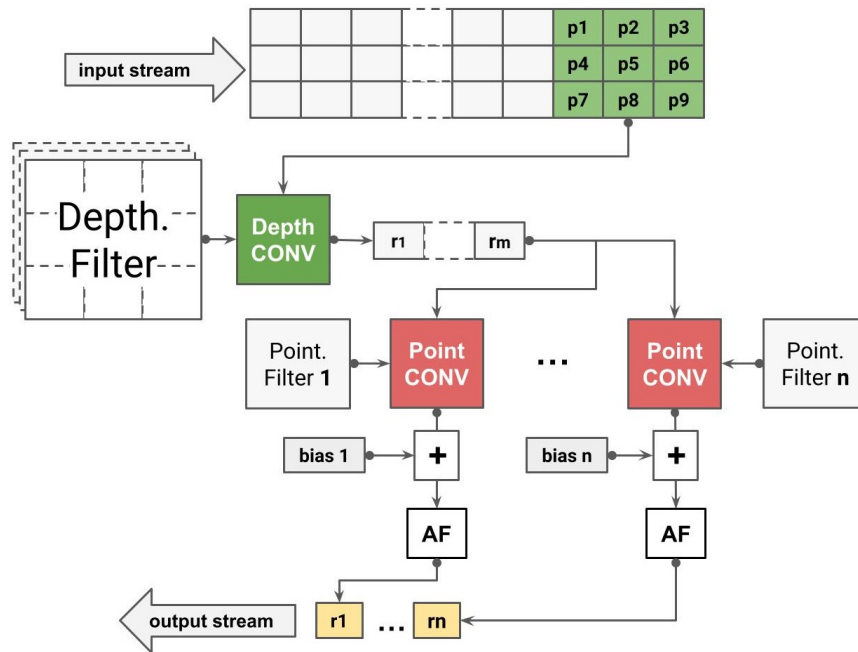 p1 p2 p3
input stream
p4 p5 p6
p7 p8 p9
Depth.
Filter
Depth
CONV
r1 rm
Point.
Filter 1
Point
CONV
...
Point
CONV
Point.
Filter n
bias 1
+
bias n
+
AF
AF
output stream
r1 ... rn